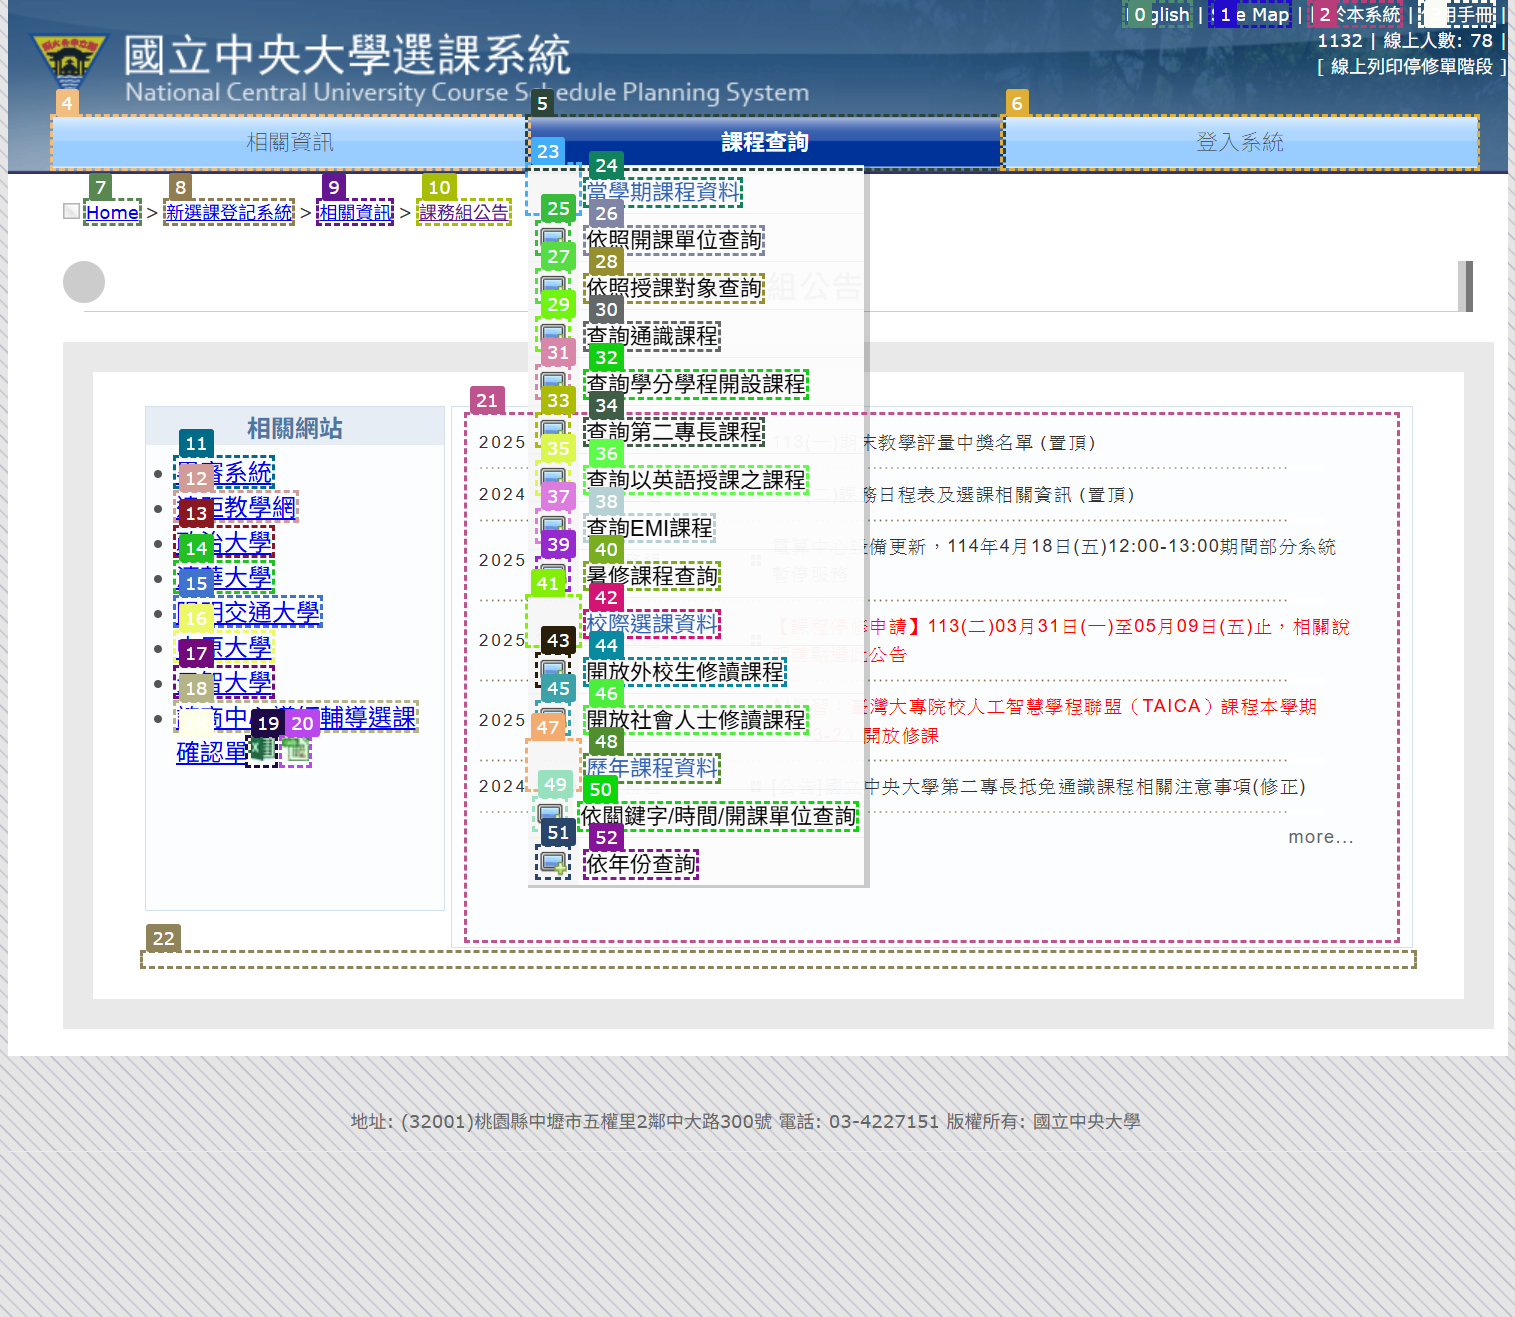 English | Site Map | 於本系統 | 用手冊 |
國立中央大學選課系統
1132 | 線上人數: 78 |
[ 線上列印停修單階段 ]
National Central University Course Schedule Planning System
相關資訊
課程查詢
登入系統
Home > 新選課登記系統 > 相關資訊 > 課務組公告
組公告
當學期課程資料
依照開課單位查詢
依照授課對象查詢
查詢通識課程
查詢學分學程開設課程
查詢第二專長課程
查詢以英語授課之課程
查詢EMI課程
暑修課程查詢
校際選課資料
開放外校生修讀課程
開放社會人士修讀課程
歷年課程資料
依關鍵字/時間/開課單位查詢
依年份查詢
相關網站
系統
教學網
大學
大學
交通大學
大學
大學
輔導選課
確認單
2025 113(一)期末教學評量中獎名單 (置頂)
2024 務日程表及選課相關資訊 (置頂)
2025 備更新，114年4月18日(五)12:00-13:00期間部分系統
2025 申請】113(二)03月31日(一)至05月09日(五)止，相關說
公告
2025 臺灣大專院校人工智慧學程聯盟（TAICA）課程本學期
開放修課
2024 中央大學第二專長抵免通識課程相關注意事項(修正)
more...
地址: (32001)桃園縣中壢市五權里2鄰中大路300號 電話: 03-4227151 版權所有: 國立中央大學
0
1
2
4
5
6
7
8
9
10
11
12
13
14
15
16
17
18
19
20
21
22
23
24
25
26
27
28
29
30
31
32
33
34
35
36
37
38
39
40
41
42
43
44
45
46
47
48
49
50
51
52